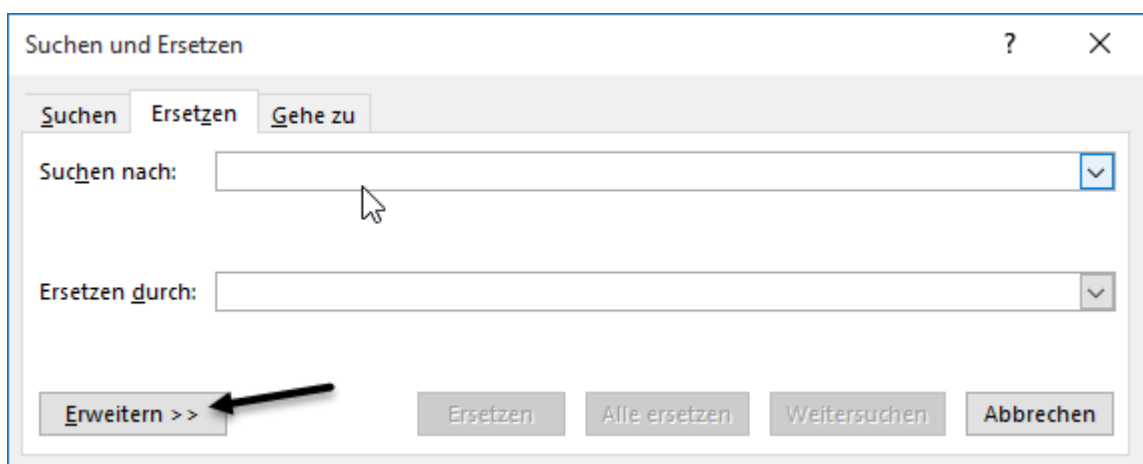 Suchen und Ersetzen ?
Suchen Ersetzen Gehe zu
Suchen nach:
Ersetzen durch:
Erweitern >> Ersetzen Alle ersetzen Weitersuchen Abbrechen